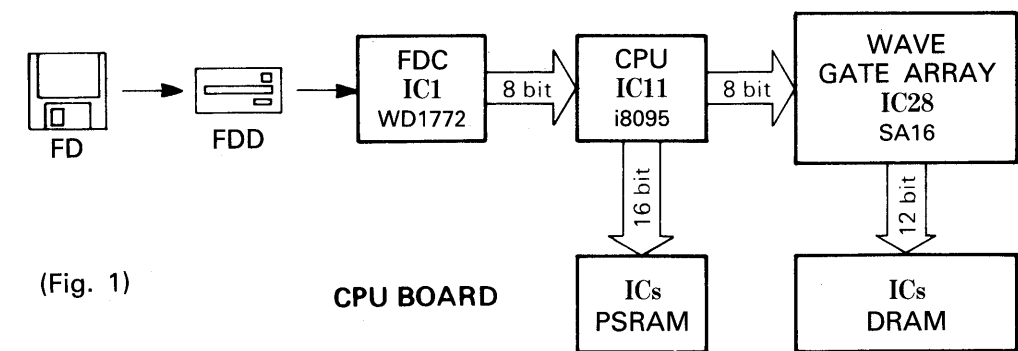 FD
FDD
FDC
IC1
WD1772
8 bit
CPU
IC11
i8095
8 bit
WAVE
GATE ARRAY
IC28
SA16
16 bit
12 bit
(Fig. 1)
CPU BOARD
ICs
PSRAM
ICs
DRAM